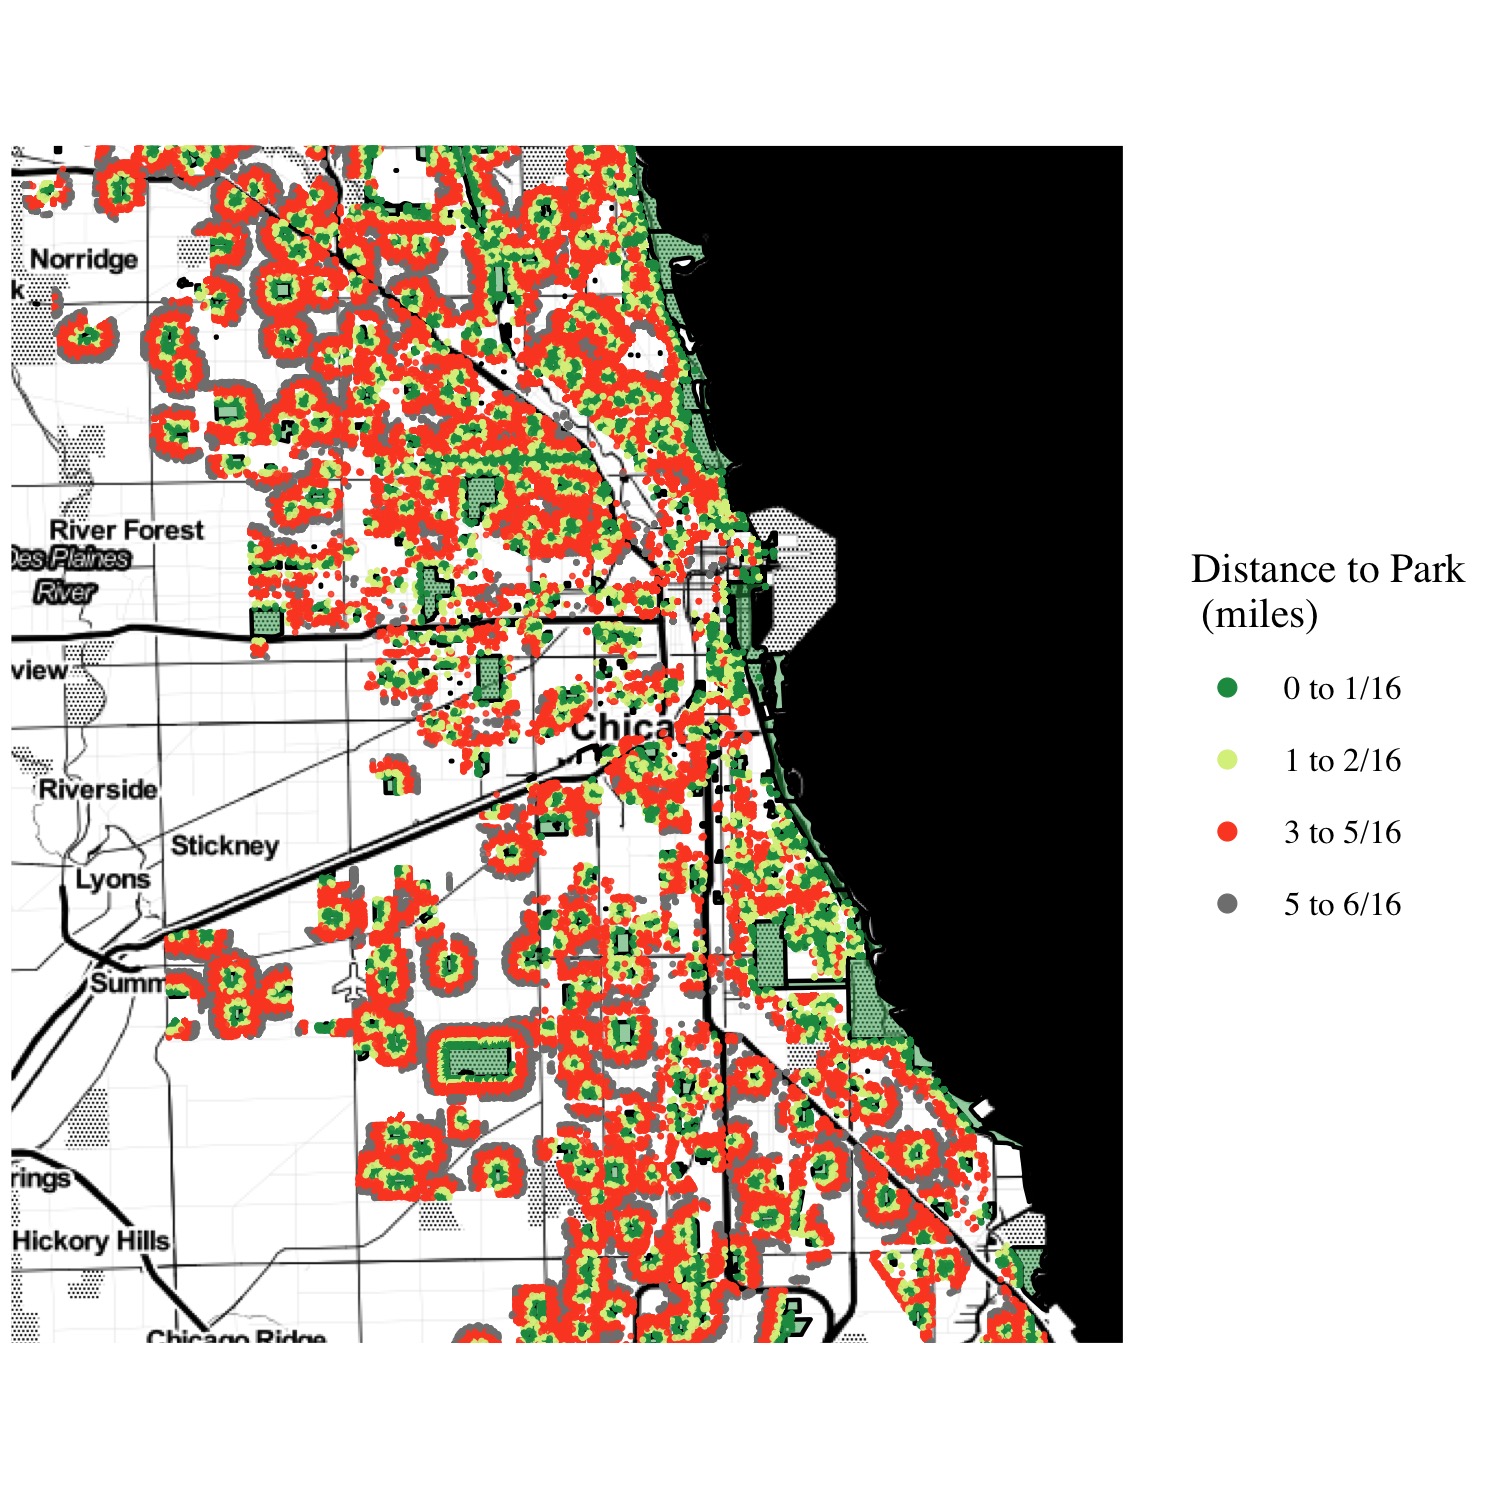 Norridge
k
River Forest
Des Plaines
River
view
Chica
Riverside
Stickney
Lyons
Summ
rings
Hickory Hills
Chicago Ridge
Distance to Park
(miles)
0 to 1/16
1 to 2/16
3 to 5/16
5 to 6/16